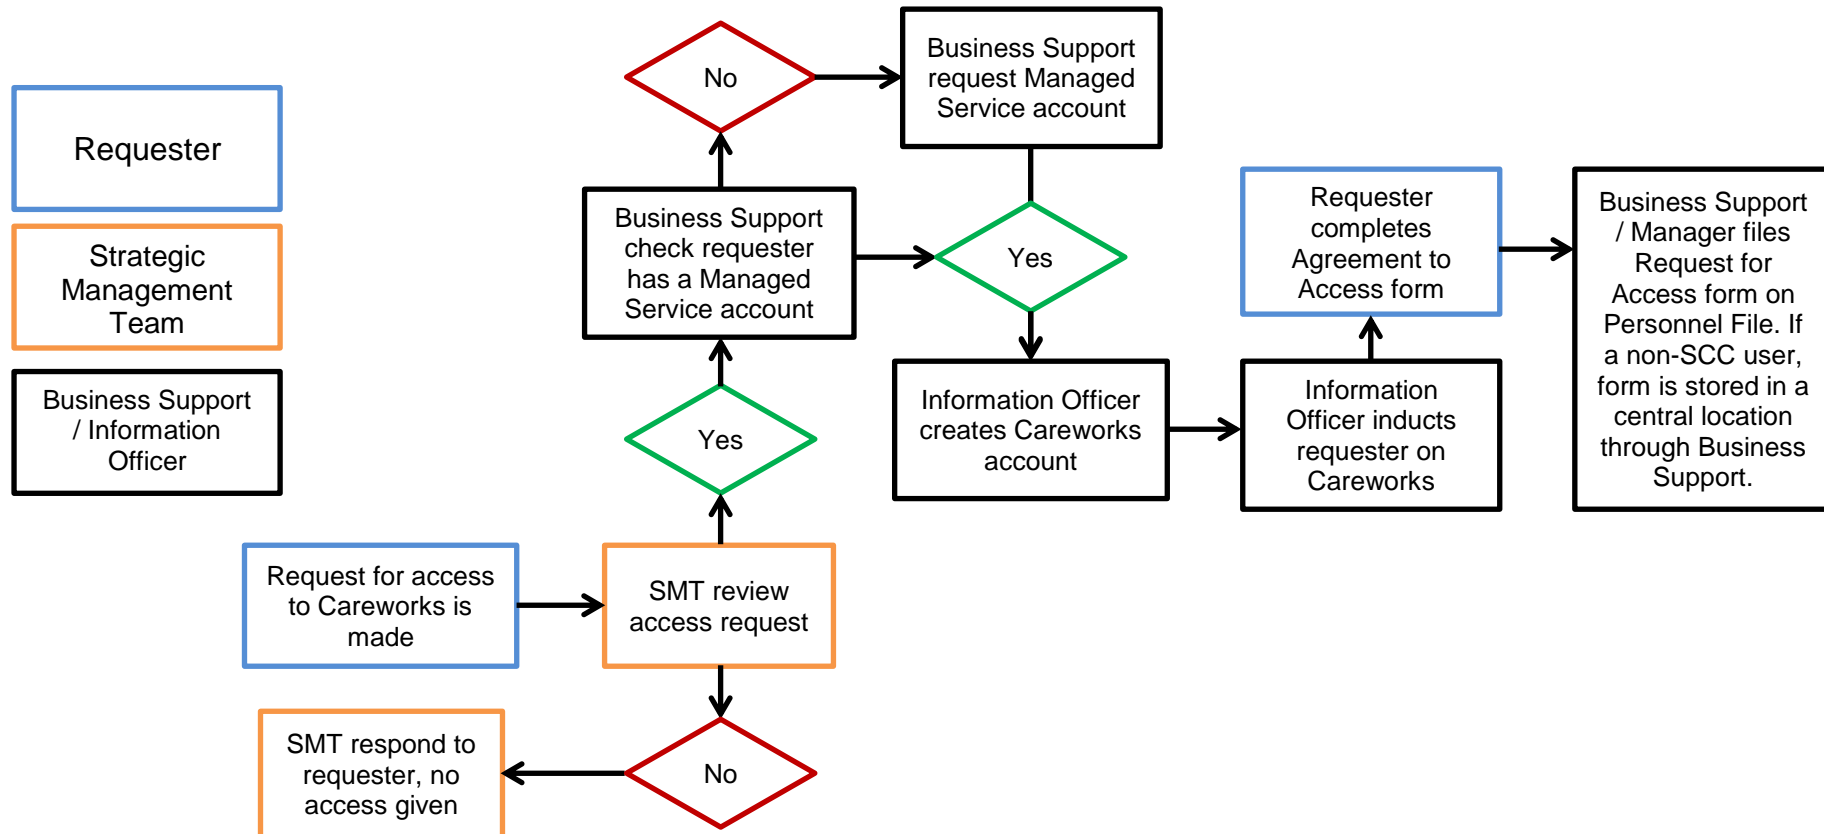 Requester
Strategic
Management
Team
Business Support
/ Information
Officer
No
Business Support
request Managed
Service account
Business Support
check requester
has a Managed
Service account
Yes
Requester
completes
Agreement to
Access form
Business Support
/ Manager files
Request for
Access form on
Personnel File. If
a non-SCC user,
form is stored in a
central location
through Business
Support.
Yes
Information Officer
creates Careworks
account
Information
Officer inducts
requester on
Careworks
Request for access
to Careworks is
made
SMT review
access request
SMT respond to
requester, no
access given
No